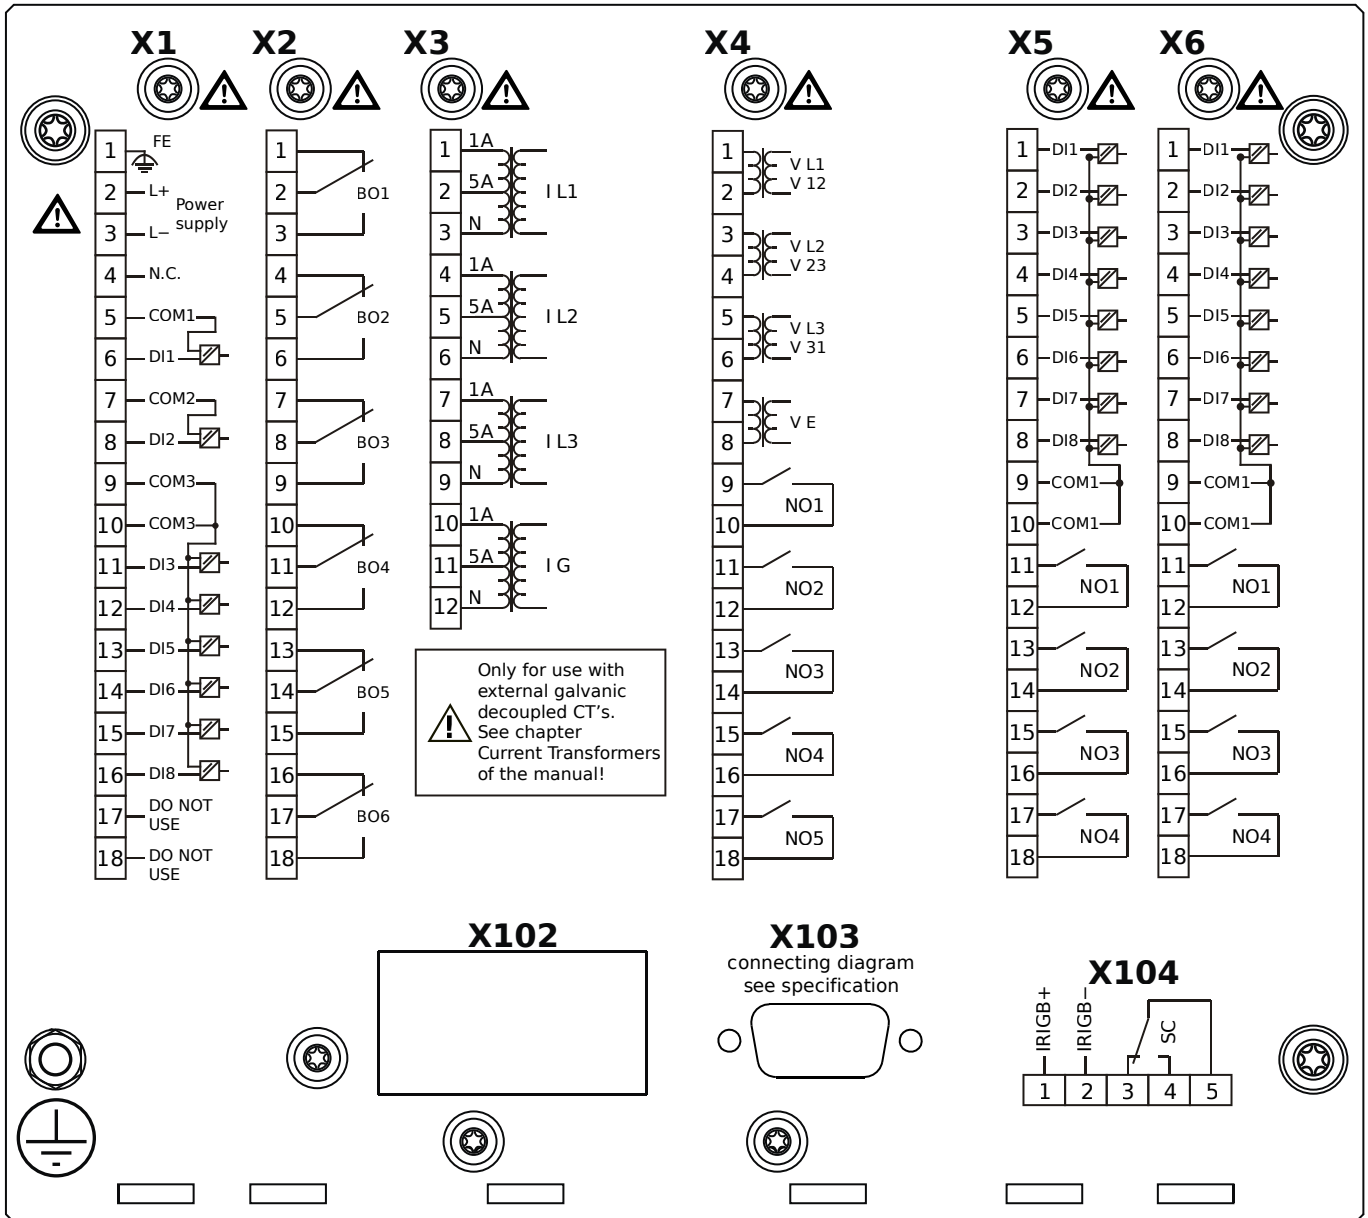 X1
X2
X3
X4
X5
X6
1 FE
2 L+
Power
supply
3 L−
4 N.C.
5 COM1
6 DI1
7 COM2
8 DI2
9 COM3
10 COM3
11 DI3
12 DI4
13 DI5
14 DI6
15 DI7
16 DI8
17 DO NOT
USE
18 DO NOT
USE
1
2 BO1
3
4
5 BO2
6
7
8 BO3
9
10
11 BO4
12
13
14 BO5
15
16
17 BO6
18
1 1A
2 5A I L1
3 N
4 1A
5 5A I L2
6 N
7 1A
8 5A I L3
9 N
10 1A
11 5A I G
12 N
Only for use with
external galvanic
decoupled CT's.
See chapter
Current Transformers
of the manual!
1 V L1
2 V 12
3 V L2
4 V 23
5 V L3
6 V 31
7 V E
8
9
NO1
10
11
NO2
12
13
NO3
14
15
NO4
16
17
NO5
18
1 DI1
2 DI2
3 DI3
4 DI4
5 DI5
6 DI6
7 DI7
8 DI8
9 COM1
10 COM1
11
NO1
12
13
NO2
14
15
NO3
16
17
NO4
18
1 DI1
2 DI2
3 DI3
4 DI4
5 DI5
6 DI6
7 DI7
8 DI8
9 COM1
10 COM1
11
NO1
12
13
NO2
14
15
NO3
16
17
NO4
18
X102
X103
connecting diagram
see specification
X104
IRIGB+
IRIGB−
SC
1 2 3 4 5